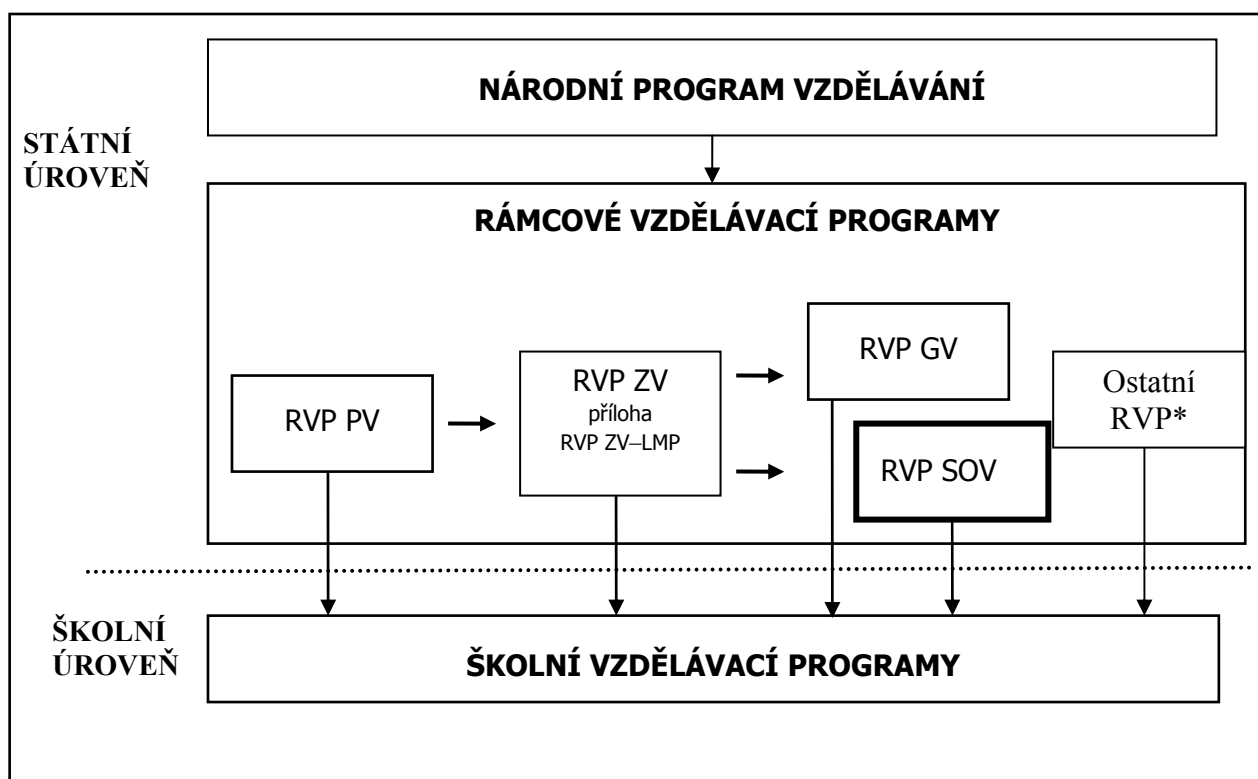 NÁRODNÍ PROGRAM VZDĚLÁVÁNÍ
STÁTNÍ
ÚROVEŇ
RÁMCOVÉ VZDĚLÁVACÍ PROGRAMY
RVP PV
RVP ZV
příloha
RVP ZV–LMP
RVP GV
RVP SOV
Ostatní
RVP*
ŠKOLNÍ
ÚROVEŇ
ŠKOLNÍ VZDĚLÁVACÍ PROGRAMY